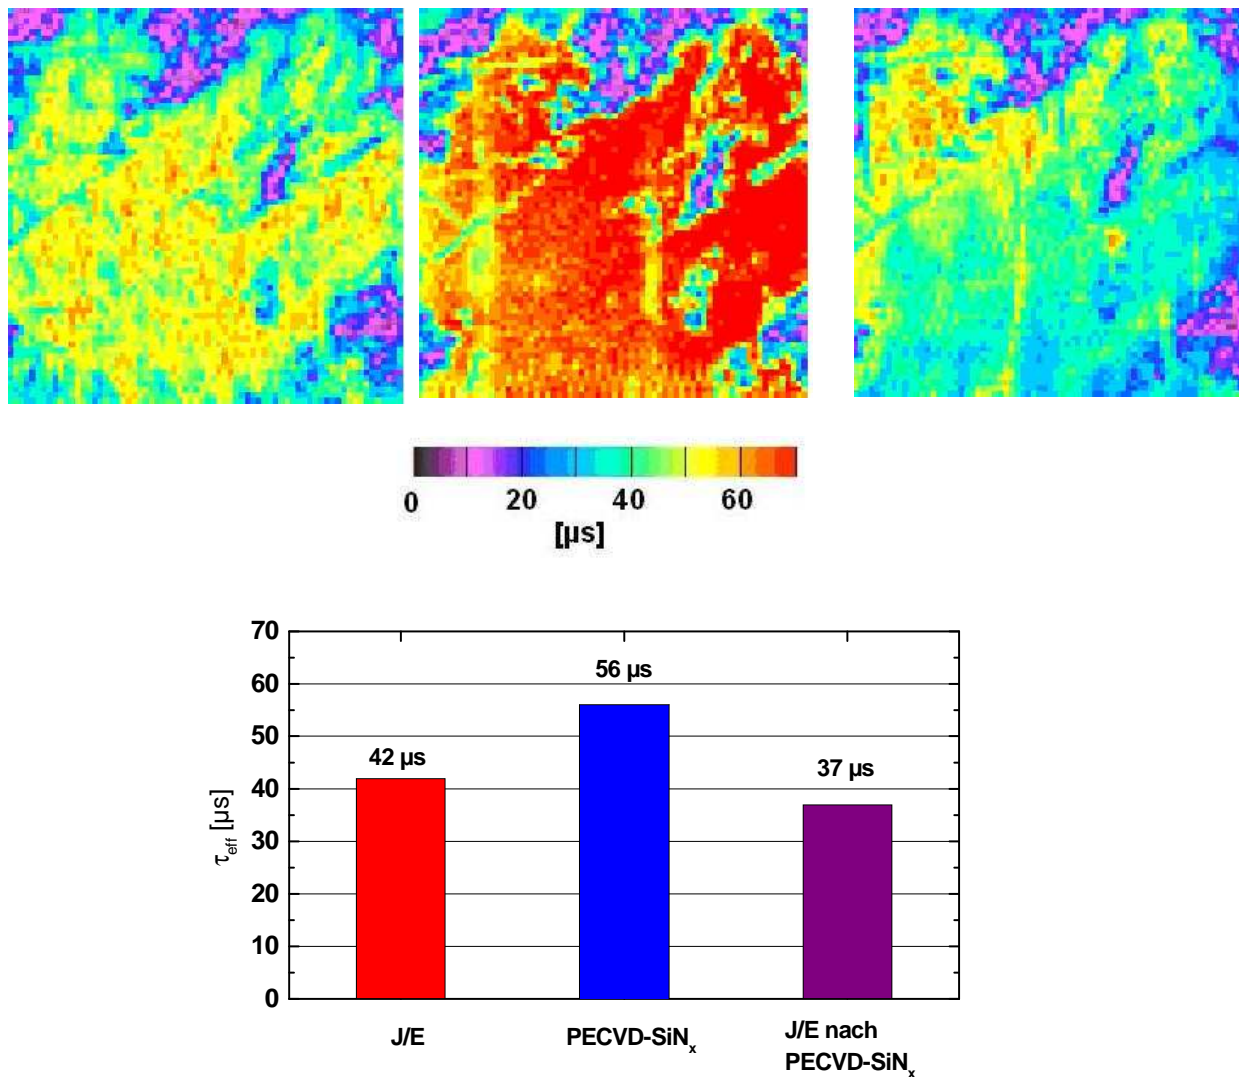 0 20 40 60
[µs]
70
60
50
40
30
20
10
0
τeff [µs]
42 µs
56 µs
37 µs
J/E
PECVD-SiNx
J/E nach
PECVD-SiNx